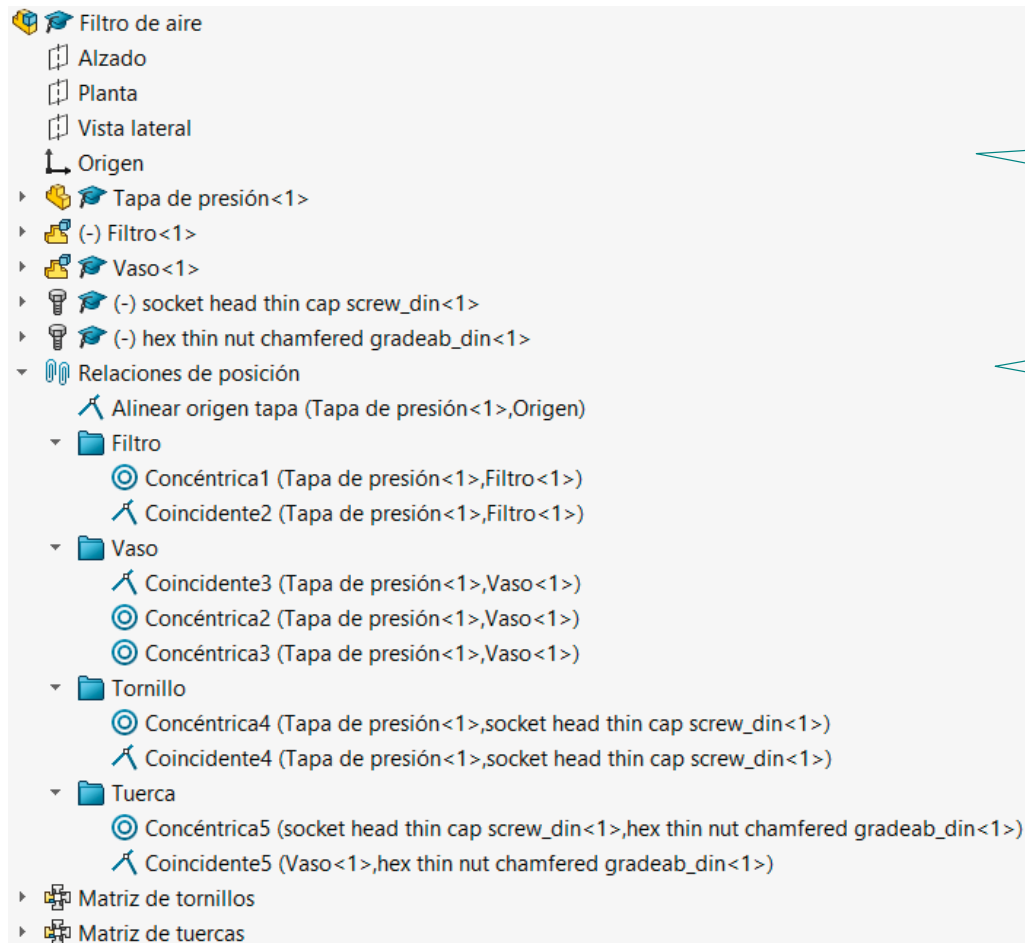 Filtro de aire
Alzado
Planta
Vista lateral
Origen
Tapa de presión<1>
(-) Filtro<1>
Vaso<1>
(-) socket head thin cap screw_din<1>
(-) hex thin nut chamfered gradeab_din<1>
Relaciones de posición
Alinear origen tapa (Tapa de presión<1>,Origen)
Filtro
Concéntrica1 (Tapa de presión<1>,Filtro<1>)
Coincidente2 (Tapa de presión<1>,Filtro<1>)
Vaso
Coincidente3 (Tapa de presión<1>,Vaso<1>)
Concéntrica2 (Tapa de presión<1>,Vaso<1>)
Concéntrica3 (Tapa de presión<1>,Vaso<1>)
Tornillo
Concéntrica4 (Tapa de presión<1>,socket head thin cap screw_din<1>)
Coincidente4 (Tapa de presión<1>,socket head thin cap screw_din<1>)
Tuerca
Concéntrica5 (socket head thin cap screw_din<1>,hex thin nut chamfered gradeab_din<1>)
Coincidente5 (Vaso<1>,hex thin nut chamfered gradeab_din<1>)
Matriz de tornillos
Matriz de tuercas